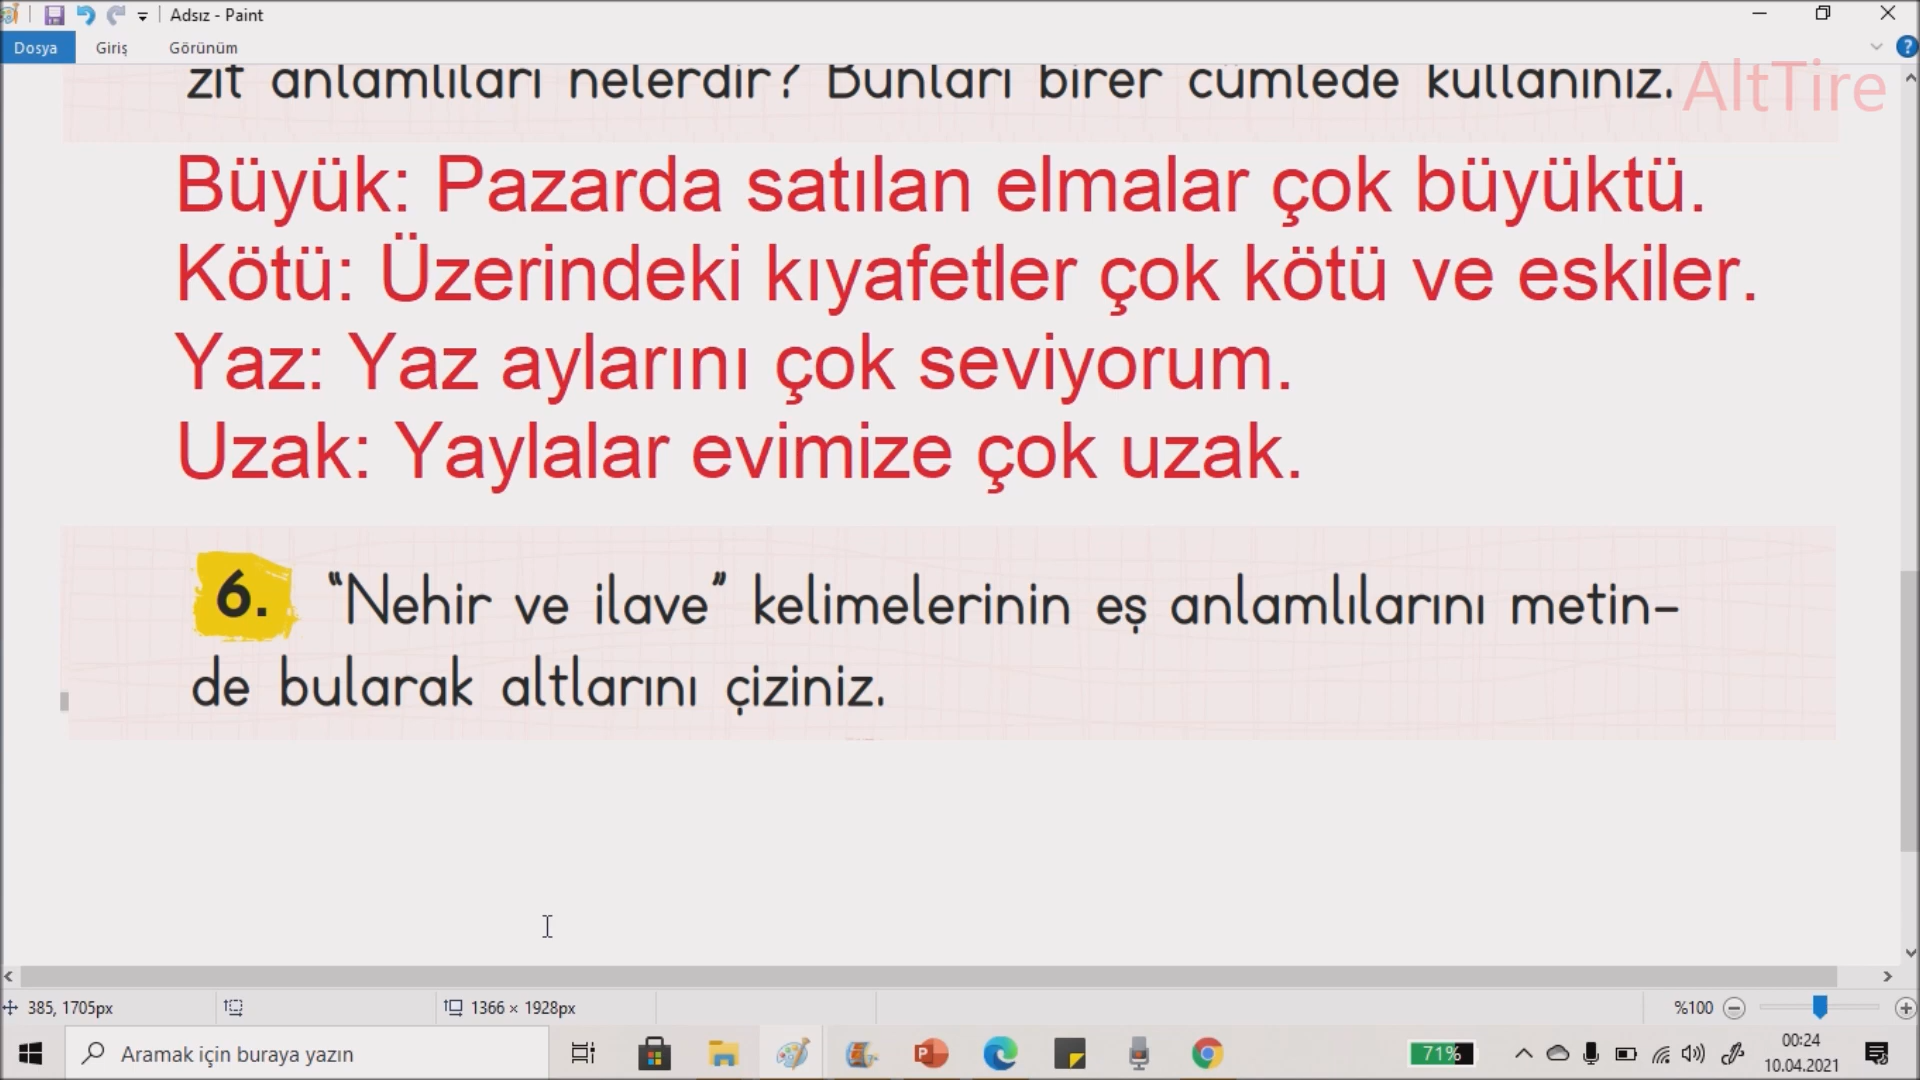 Adsız - Paint
Dosya Giriş Görünüm
zıt anlamlıları nelerdir? Bunları birer cümlede kullanınız.
AltTire
Büyük: Pazarda satılan elmalar çok büyüktü.
Kötü: Üzerindeki kıyafetler çok kötü ve eskiler.
Yaz: Yaz aylarını çok seviyorum.
Uzak: Yaylalar evimize çok uzak.
6. “Nehir ve ilave” kelimelerinin eş anlamlılarını metin-
de bularak altlarını çiziniz.
385, 1705px 1366 × 1928px %100
Aramak için buraya yazın 71% 00:24
10.04.2021